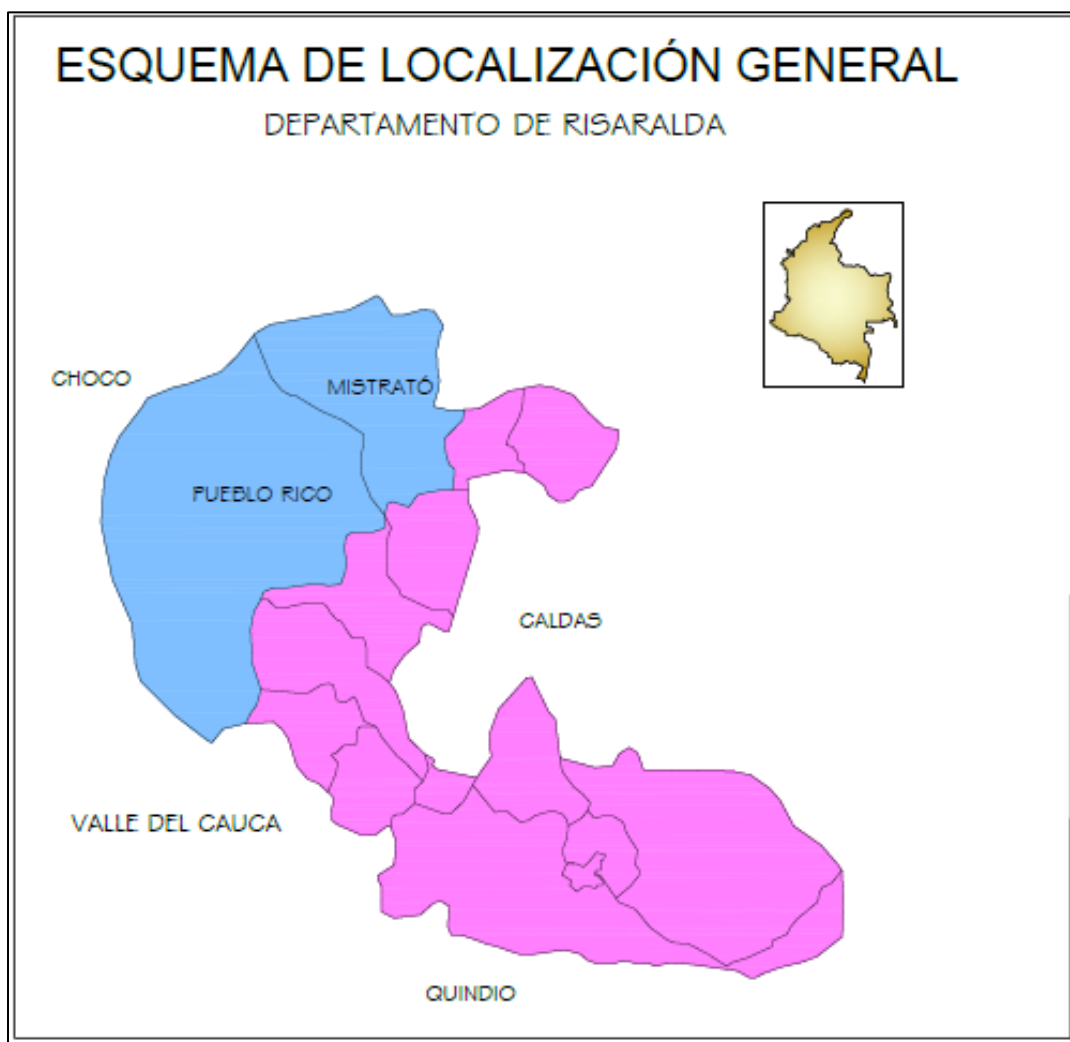 ESQUEMA DE LOCALIZACIÓN GENERAL
DEPARTAMENTO DE RISARALDA
CHOCO
MISTRATÓ
PUEBLO RICO
CALDAS
VALLE DEL CAUCA
QUINDIO